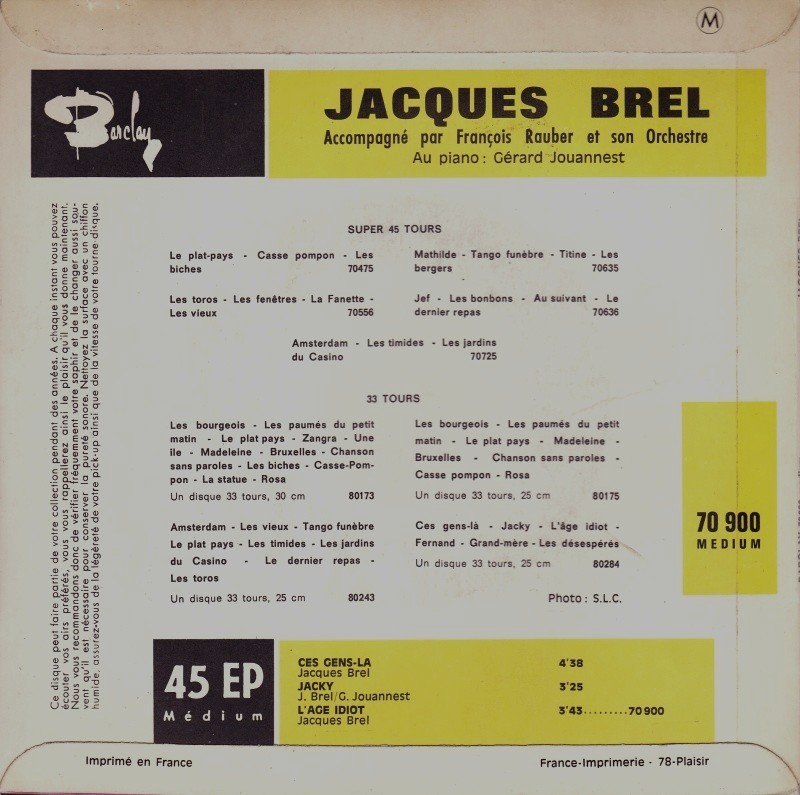 M
Barclay
JACQUES BREL
Accompagné par François Rauber et son Orchestre
Au piano : Gérard Jouannest
SUPER 45 TOURS
Le plat-pays - Casse pompon - Les
biches 70475
Mathilde - Tango funèbre - Titine - Les
bergers 70635
Les toros - Les fenêtres - La Fanette -
Les vieux 70556
Jef - Les bonbons - Au suivant - Le
dernier repas 70636
Amsterdam - Les timides - Les jardins
du Casino 70725
33 TOURS
Les bourgeois - Les paumés du petit
matin - Le plat pays - Zangra - Une
ile - Madeleine - Bruxelles - Chanson
sans paroles - Les biches - Casse-Pom-
pon - La statue - Rosa
Un disque 33 tours, 30 cm 80173
Les bourgeois - Les paumés du petit
matin - Le plat pays - Madeleine -
Bruxelles - Chanson sans paroles -
Casse pompon - Rosa
Un disque 33 tours, 25 cm 80175
Amsterdam - Les vieux - Tango funèbre
Le plat pays - Les timides - Les jardins
du Casino - Le dernier repas -
Les toros
Un disque 33 tours, 25 cm 80243
Ces gens-là - Jacky - L'âge idiot -
Fernand - Grand-mère - Les désespérés
Un disque 33 tours, 25 cm 80284
Photo : S.L.C.
70 900
MEDIUM
Ce disque peut faire partie de votre collection pendant des années. A chaque instant vous pouvez
écouter vos airs préférés, vous vous rappellerez ainsi le plaisir qu'il vous donne maintenant.
Nous vous recommandons donc de vérifier fréquemment votre saphir et de le changer aussi sou-
vent qu'il est nécessaire pour conserver la pureté sonore. Nettoyez la surface avec un chiffon
humide, assurez-vous de la légèreté de votre pick-up ainsi que de la vitesse de votre tourne-disque.
45 EP
Médium
CES GENS-LA 4'38
Jacques Brel
JACKY 3'25
J. Brel/G. Jouannest
L'AGE IDIOT 3'43.........70900
Jacques Brel
Imprimé en France
France-Imprimerie - 78-Plaisir